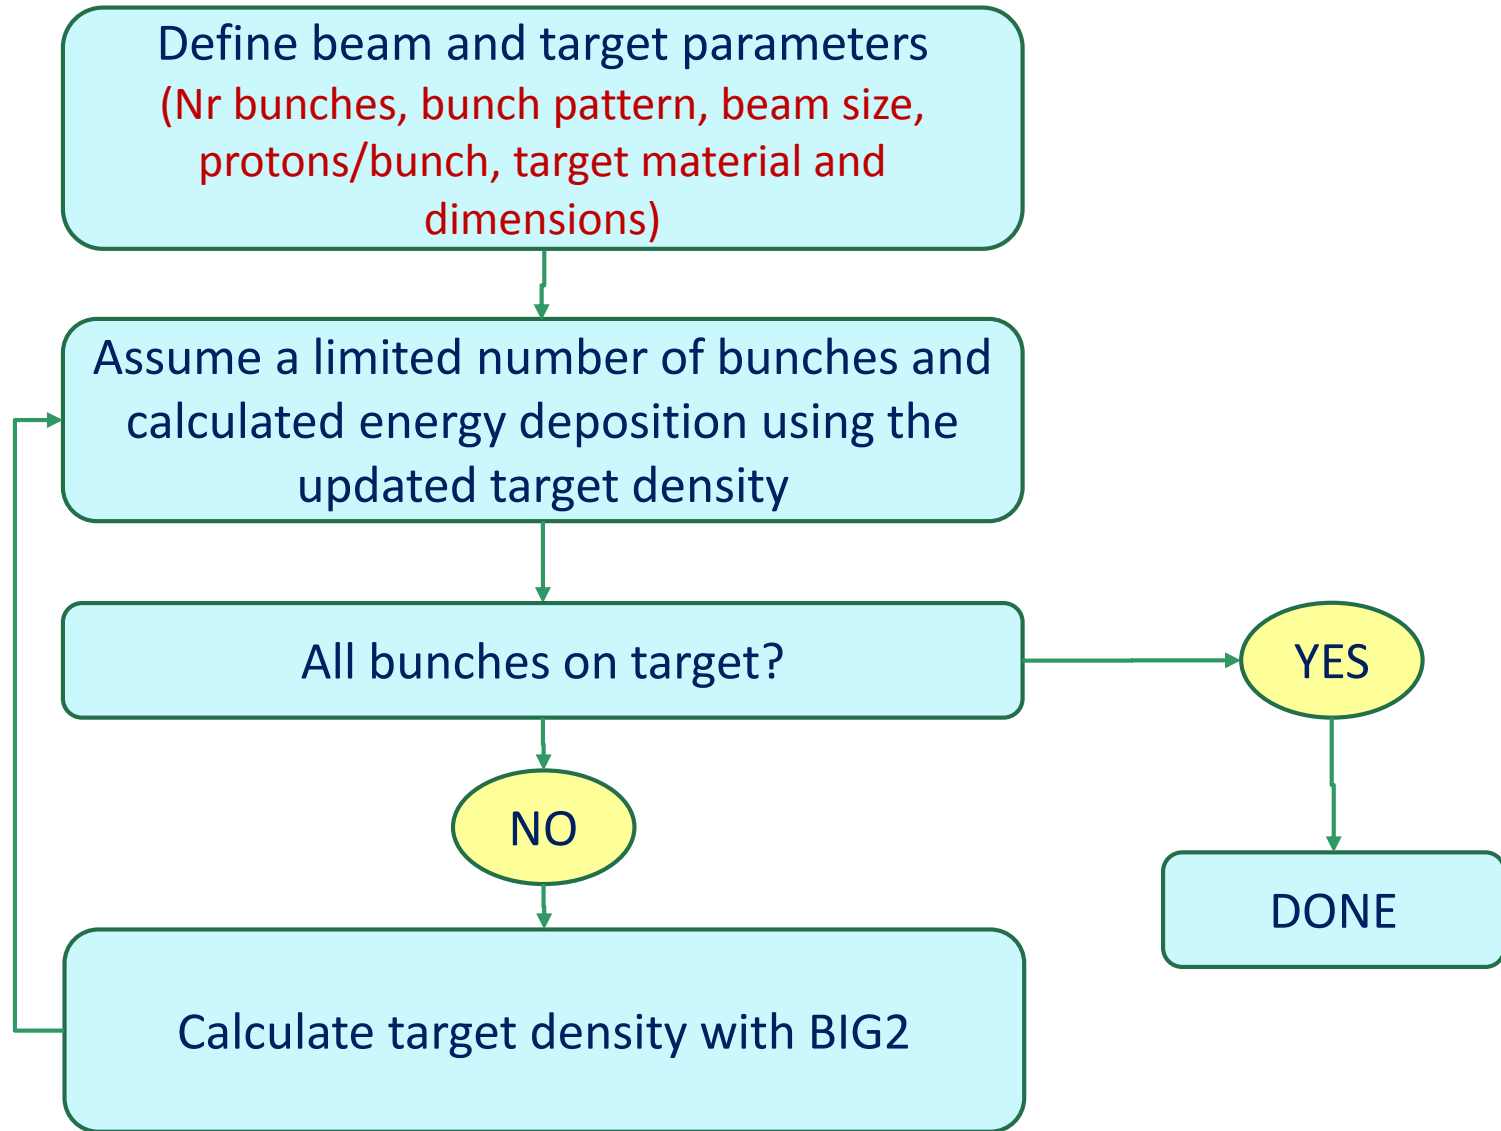 Define beam and target parameters
(Nr bunches, bunch pattern, beam size,
protons/bunch, target material and
dimensions)
Assume a limited number of bunches and
calculated energy deposition using the
updated target density
All bunches on target?
YES
NO
DONE
Calculate target density with BIG2